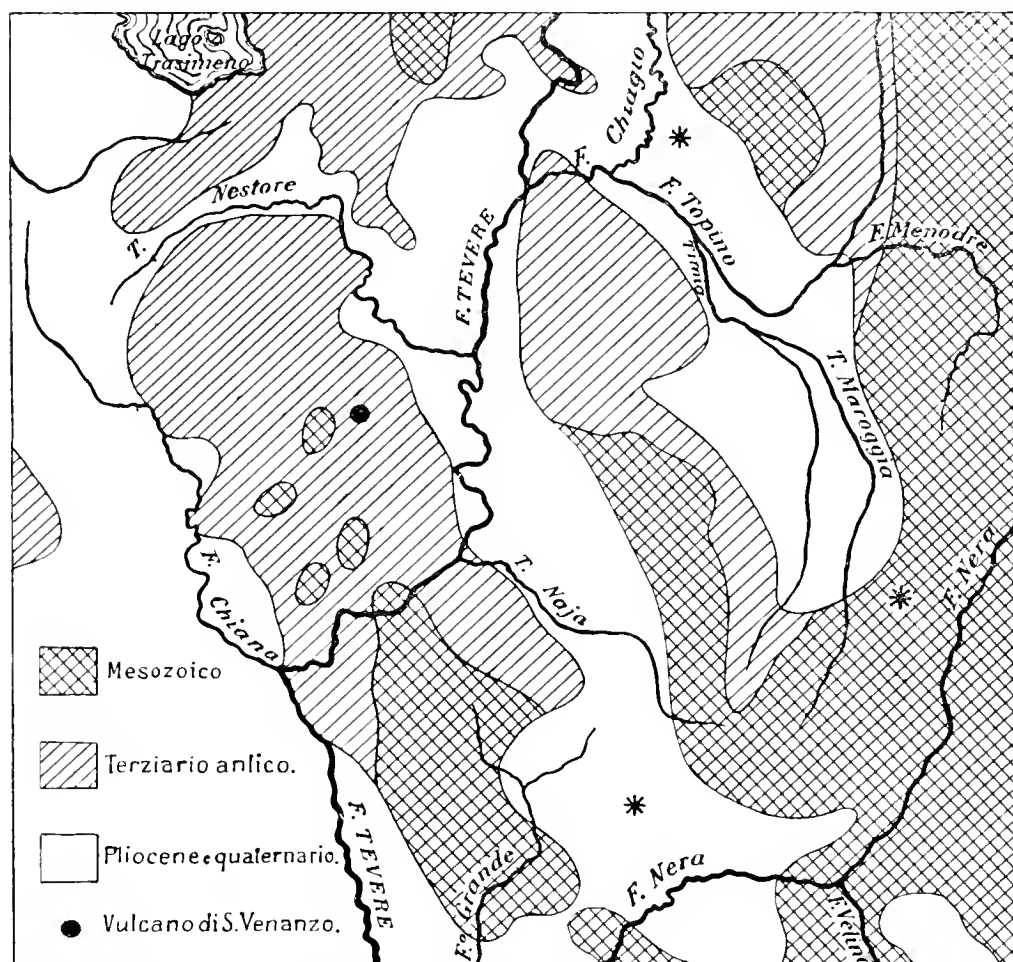 Lago
Trasimeno
Chiagio
F.
Nestore
T.
F. Topino
Timia
F. Menodre
F. TEVERE
T. Maroggia
F. Nera
F.
Chiana
T. Naja
Mesozoico
Terziario antico.
Pliocene e quaternario.
Vulcano di S. Venanzo.
F. TEVERE
F.º Grande
F. Nera
F. Velino